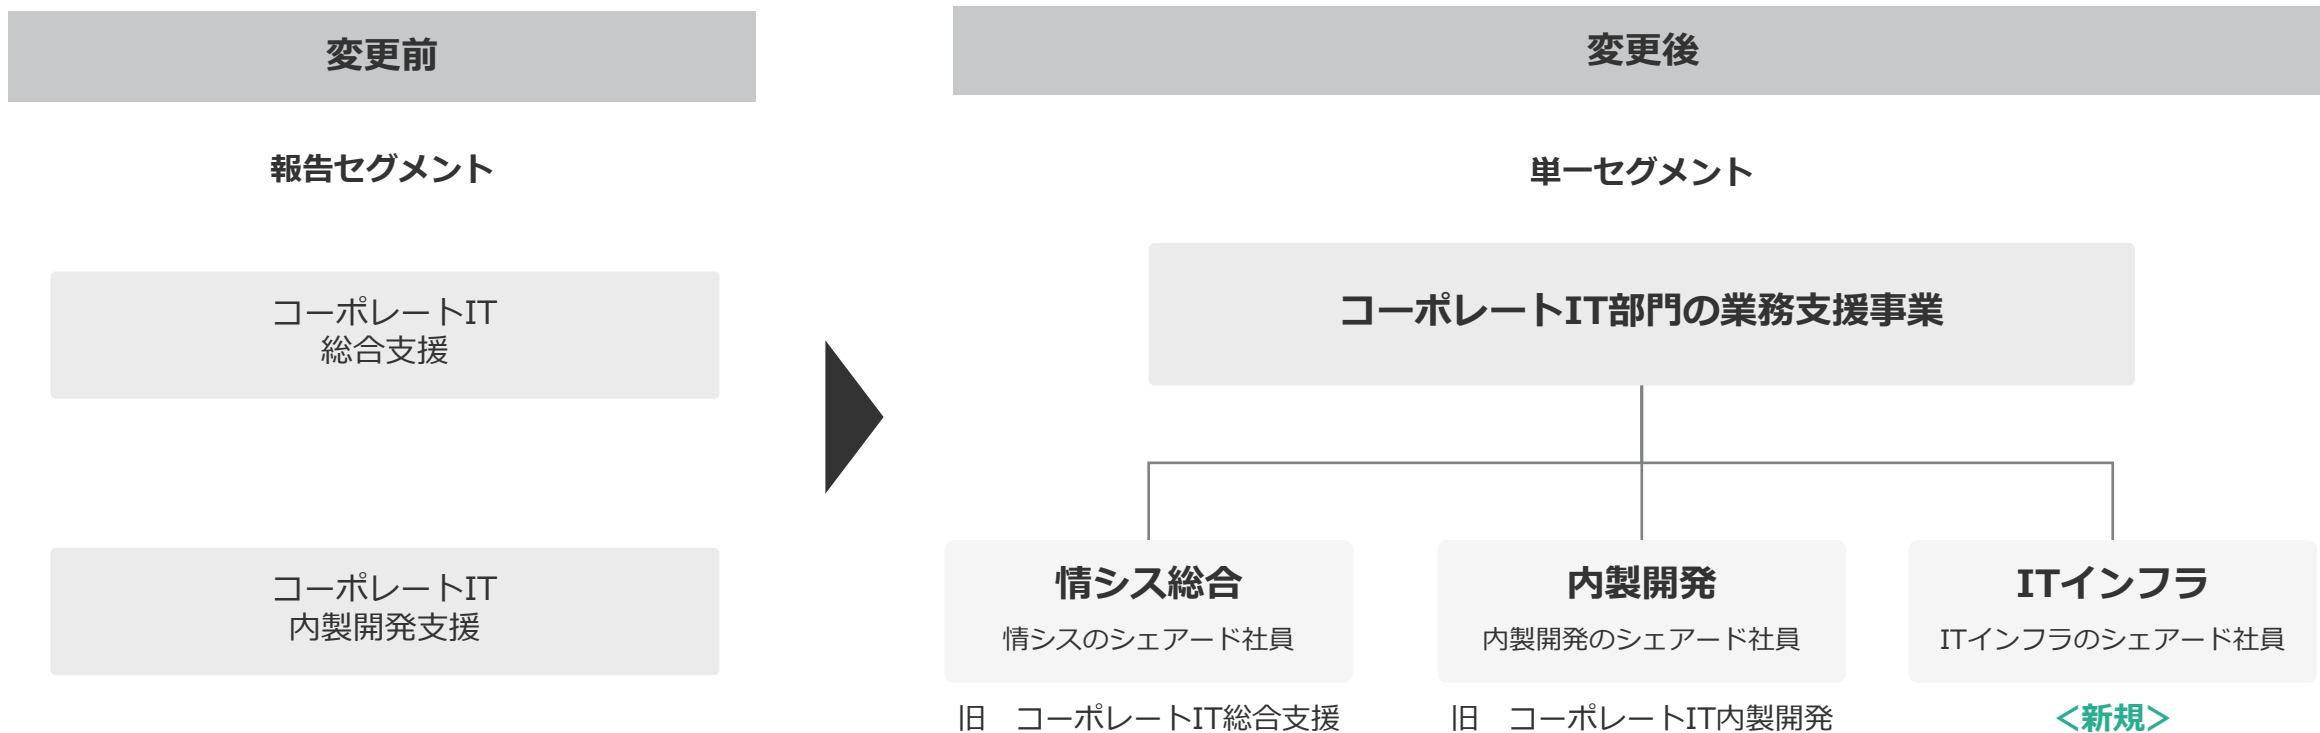 変更前
報告セグメント
コーポレートIT
総合支援
コーポレートIT
内製開発支援
変更後
単一セグメント
コーポレートIT部門の業務支援事業
情シス総合
情シスのシェアード社員
旧　コーポレートIT総合支援
内製開発
内製開発のシェアード社員
旧　コーポレートIT内製開発
ITインフラ
ITインフラのシェアード社員
＜新規＞